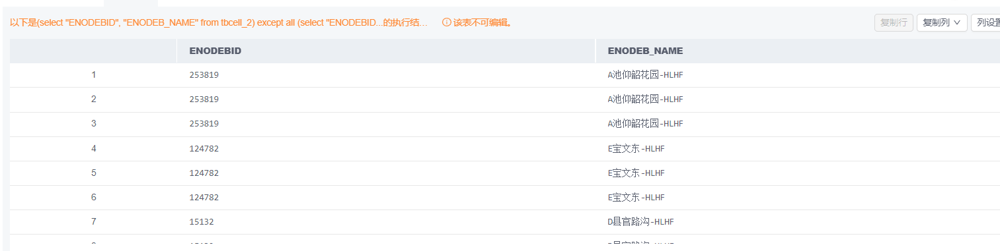 以下是(select "ENODEBID", "ENODEB_NAME" from tbcell_2) except all (select "ENODEBID...的执行结... 该表不可编辑。 复制行 复制列 列设置
ENODEBID ENODEB_NAME
1 253819 A池仰韶花园-HLHF
2 253819 A池仰韶花园-HLHF
3 253819 A池仰韶花园-HLHF
4 124782 E宝文东-HLHF
5 124782 E宝文东-HLHF
6 124782 E宝文东-HLHF
7 15132 D县官路沟-HLHF